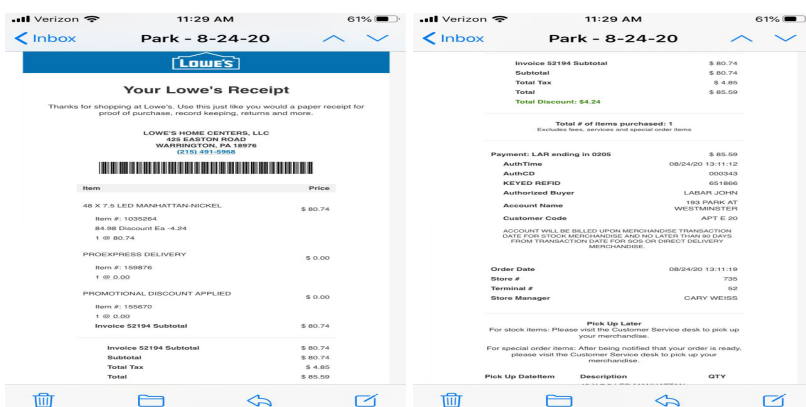 Verizon 11:29 AM 61%
Inbox Park - 8-24-20
LOWE'S
Your Lowe's Receipt
Thanks for shopping at Lowe's. Use this just like you would a paper receipt for
proof of purchase, record keeping, returns and
more.
LOWE'S HOME CENTERS, LLC
425 EASTON ROAD
WARRINGTON, PA 18976
(215) 491-5968
Item Price
48 X 7.5 LED MANHATTAN-NICKEL
$ 80.74
Item #: 1035264
84.98 Discount Ea -4.24
1 @ 80.74
PROEXPRESS DELIVERY
$ 0.00
Item #: 159876
1 @ 0.00
PROMOTIONAL DISCOUNT APPLIED
$ 0.00
Item #: 155670
1 @ 0.00
Invoice 52194 Subtotal $ 80.74
Invoice 52194 Subtotal $ 80.74
Subtotal $ 80.74
Total Tax $ 4.85
Total $ 85.59
Verizon 11:29 AM 61%
Inbox Park - 8-24-20
Invoice 52194 Subtotal $ 80.74
Subtotal $ 80.74
Total Tax $ 4.85
Total $ 85.59
Total Discount: $4.24
Total # of items purchased: 1
Excludes fees, services and special order items
Payment: LAR ending in 0205 $ 85.59
AuthTime 08/24/20 13:11:12
AuthCD 000343
KEYED REFID 651866
Authorized Buyer LABAR JOHN
Account Name 193 PARK AT
WESTMINSTER
Customer Code APT E 20
ACCOUNT WILL BE BILLED UPON MERCHANDISE TRANSACTION
DATE FOR STOCK MERCHANDISE AND NO LATER THAN 90 DAYS
FROM TRANSACTION DATE FOR SOS OR DIRECT DELIVERY
MERCHANDISE.
Order Date 08/24/20 13:11:19
Store # 735
Terminal # 52
Store Manager CARY WEISS
Pick Up Later
For stock items: Please visit the Customer Service desk to pick up
your merchandise.
For special order items: After being notified that your order is ready,
please visit the Customer Service desk to pick up your
merchandise.
Pick Up DateItem Description QTY